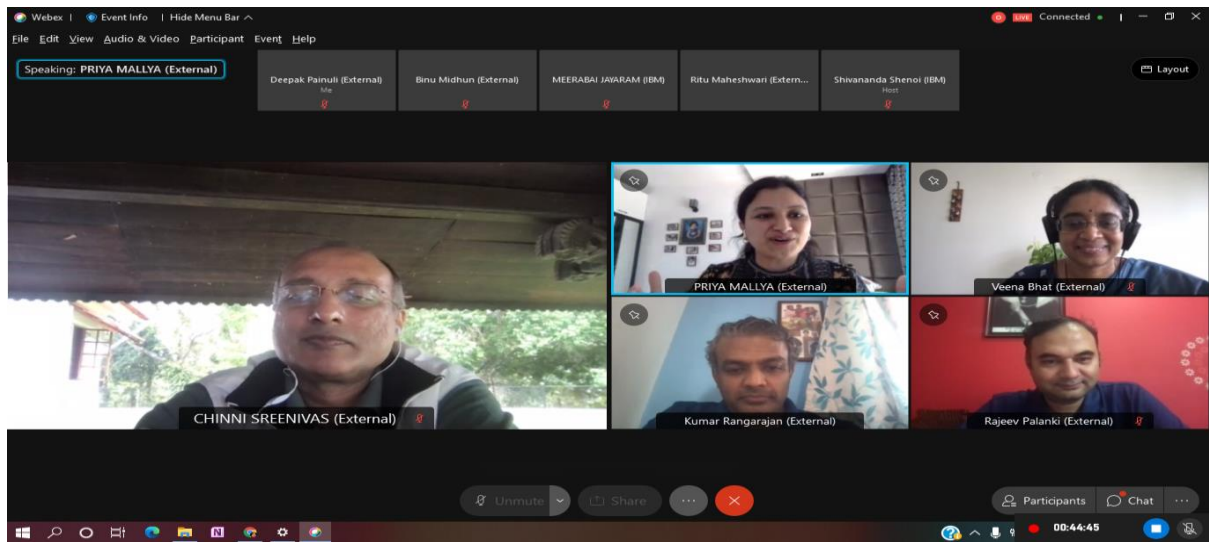 Webex | Event Info | Hide Menu Bar
LIVE Connected
File Edit View Audio & Video Participant Event Help
Speaking: PRIYA MALLYA (External)
Layout
Deepak Painuli (External)
Me
Binu Midhun (External)
MEERABAI JAYARAM (IBM)
Ritu Maheshwari (Extern...
Shivananda Shenoi (IBM)
Host
PRIYA MALLYA (External)
Veena Bhat (External)
CHINNI SREENIVAS (External)
Kumar Rangarajan (External)
Rajeev Palanki (External)
Unmute Share
Participants Chat
00:44:45